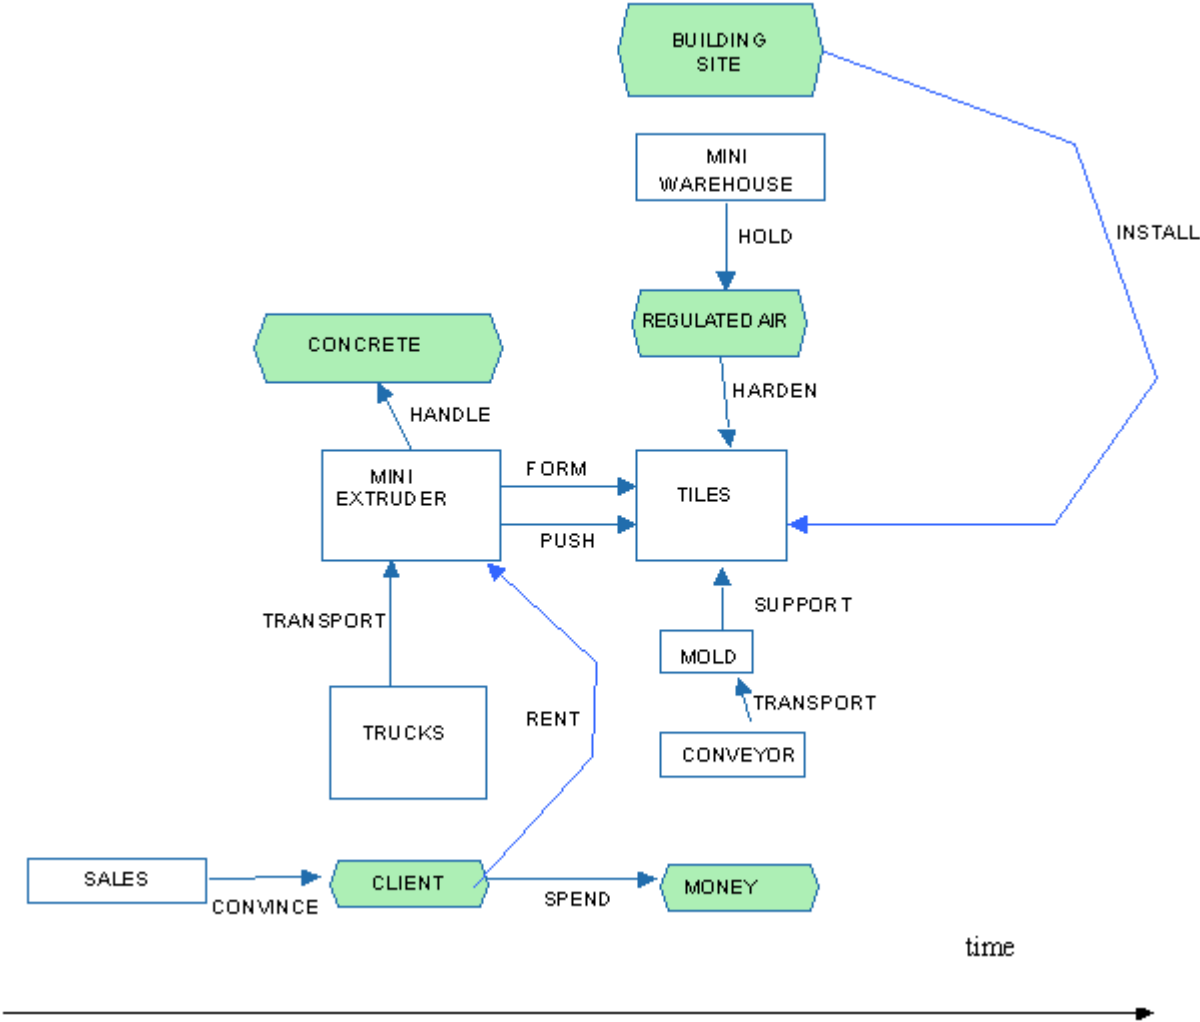 BUILDING
SITE
MINI
WAREHOUSE
HOLD
INSTALL
REGULATED AIR
CONCRETE
HARDEN
HANDLE
MINI
EXTRUDER
FORM
PUSH
TILES
TRANSPORT
SUPPORT
MOLD
TRANSPORT
TRUCKS
RENT
CONVEYOR
SALES
CONVINCE
CLIENT
SPEND
MONEY
time